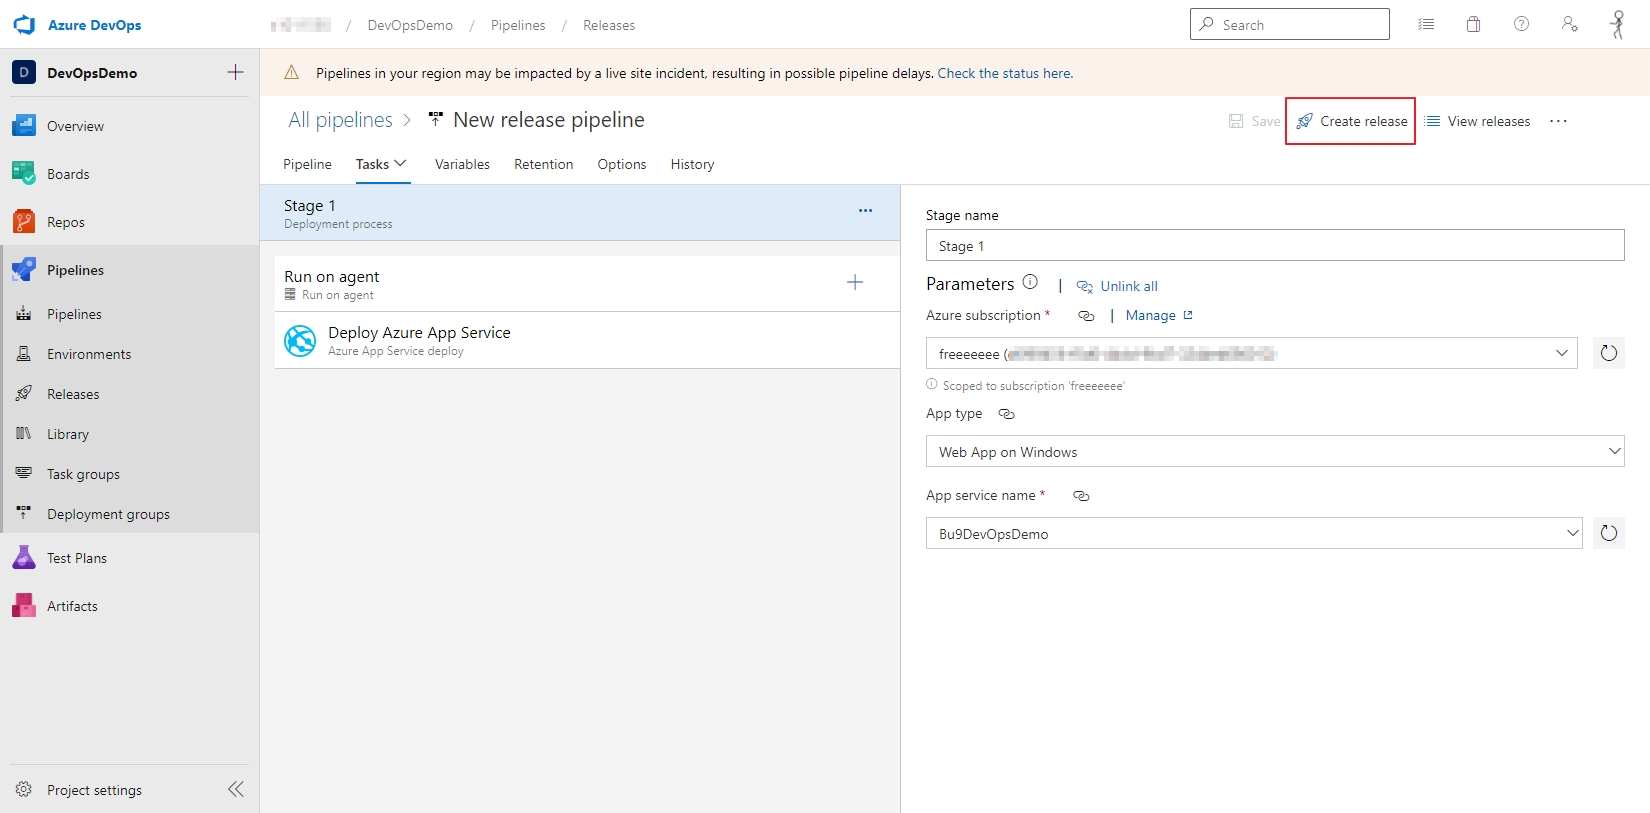 Azure DevOps
/ DevOpsDemo / Pipelines / Releases
Search
D DevOpsDemo
Pipelines in your region may be impacted by a live site incident, resulting in possible pipeline delays. Check the status here.
Overview
Boards
Repos
Pipelines
Pipelines
Environments
Releases
Library
Task groups
Deployment groups
Test Plans
Artifacts
Project settings
All pipelines > New release pipeline
Save
Create release
View releases
Pipeline Tasks Variables Retention Options History
Stage 1
Deployment process
Run on agent
Run on agent
Deploy Azure App Service
Azure App Service deploy
Stage name
Stage 1
Parameters | Unlink all
Azure subscription * | Manage
freeeeeee (
Scoped to subscription 'freeeeeee'
App type
Web App on Windows
App service name *
Bu9DevOpsDemo